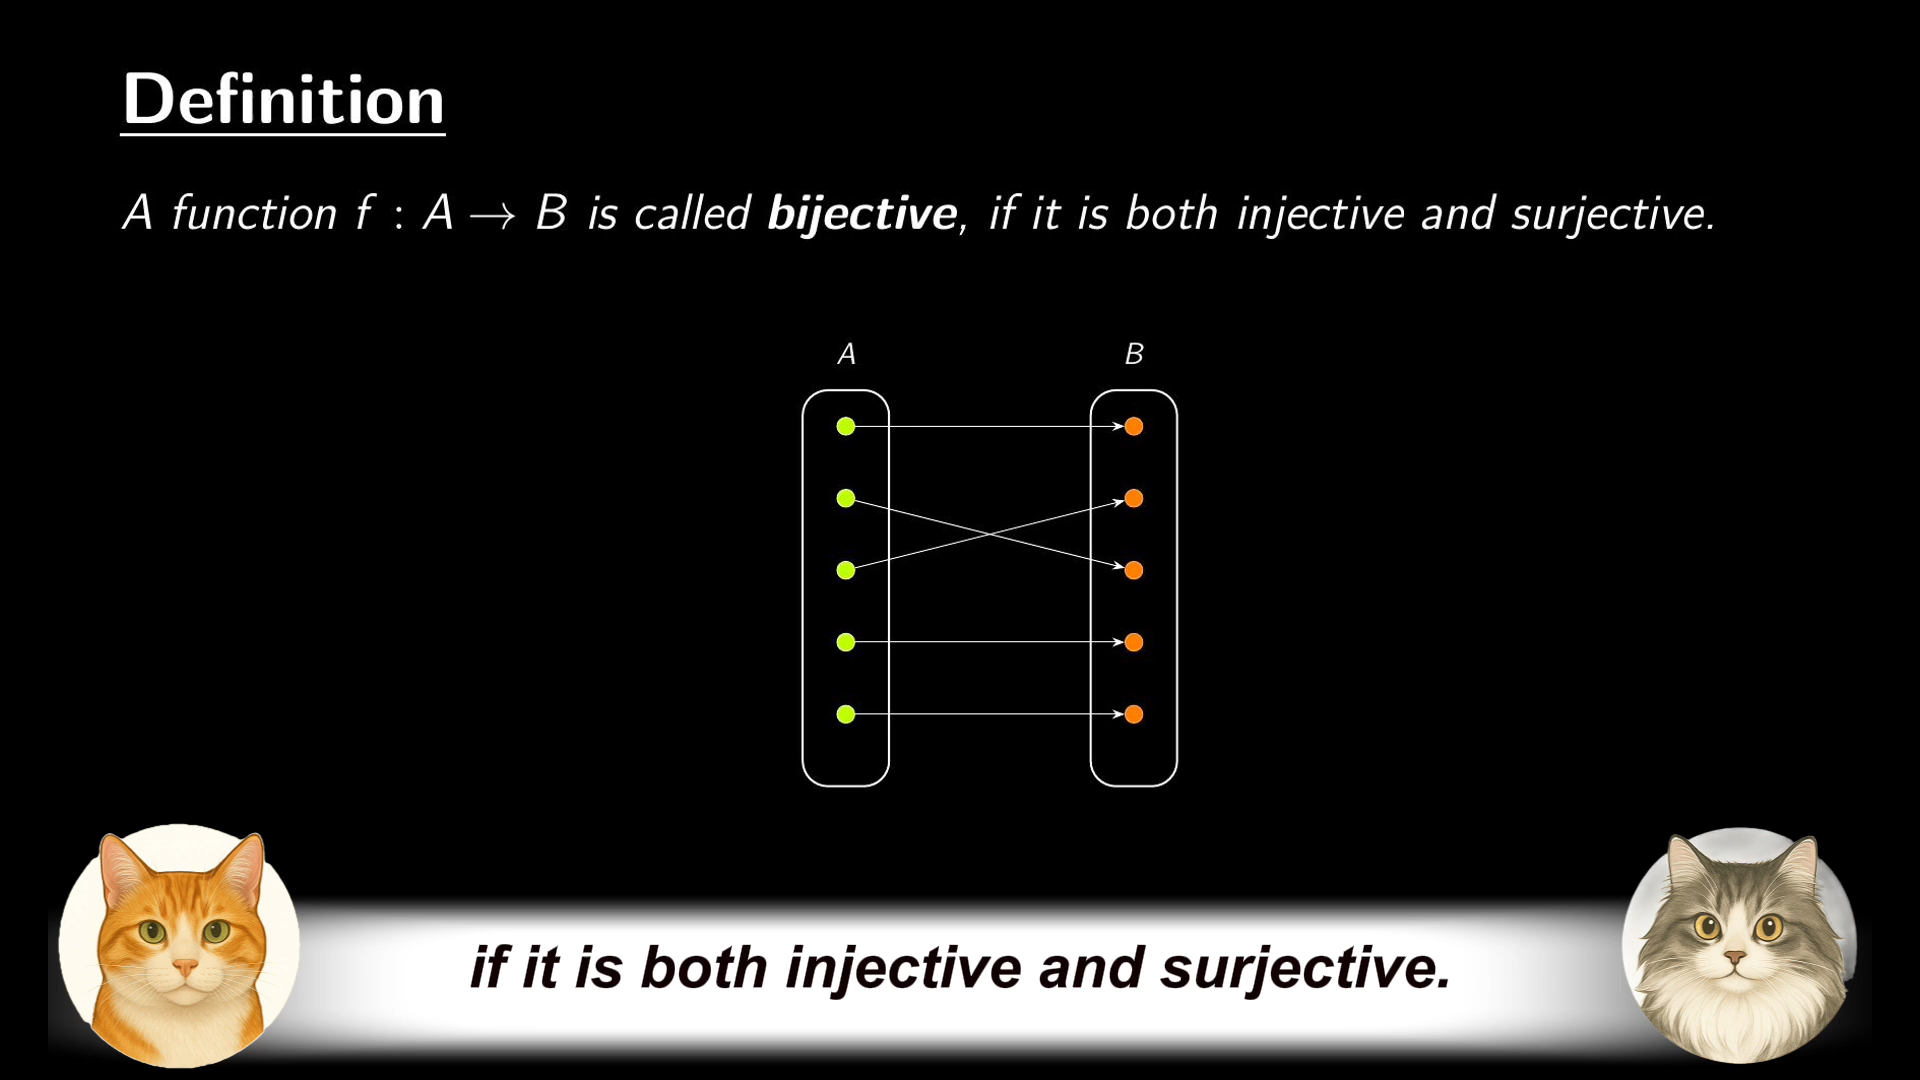 Definition
A function f : A → B is called bijective, if it is both injective and surjective.
A B
if it is both injective and surjective.